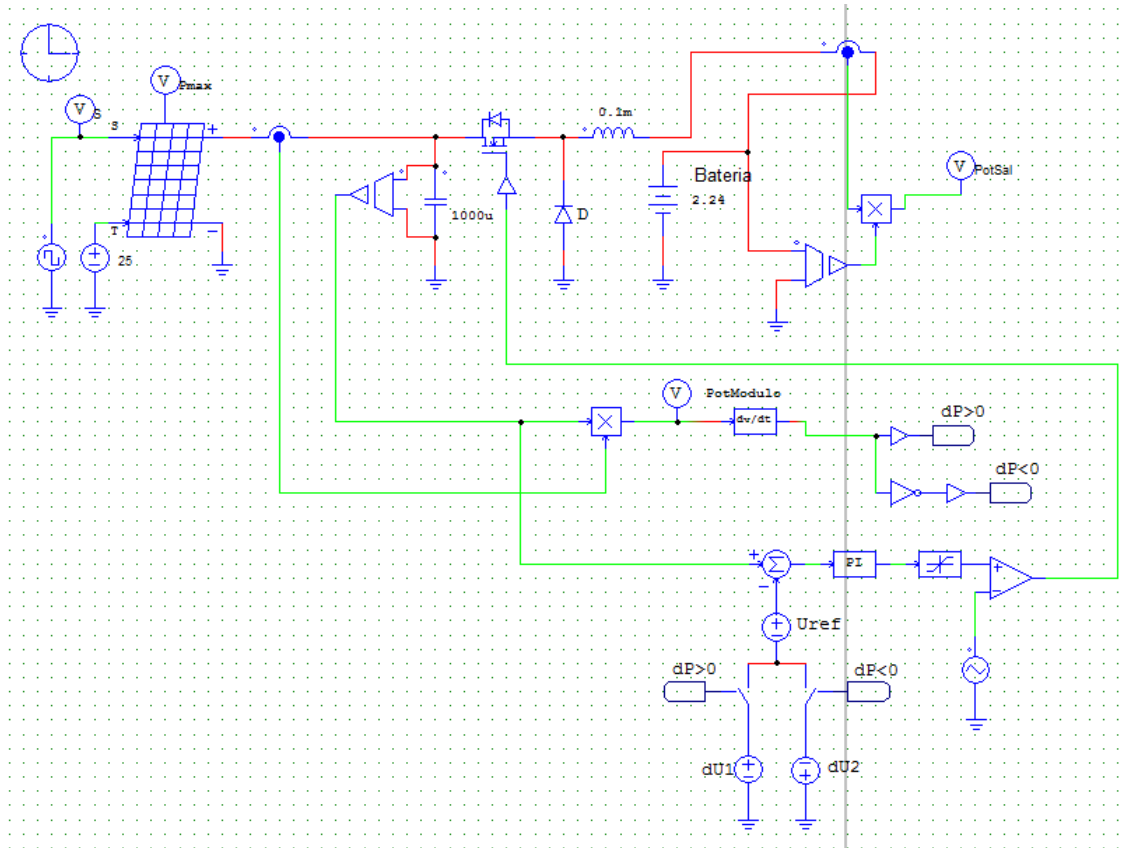 V
Pmax
V
S
S
+
T
-
25
1000u
D
0.1m
Bateria
2.24
V
PotSal
V
PotModulo
dv/dt
dP>0
dP<0
+
-
Σ
PI
+
-
Uref
dP>0
dP<0
dU1
dU2